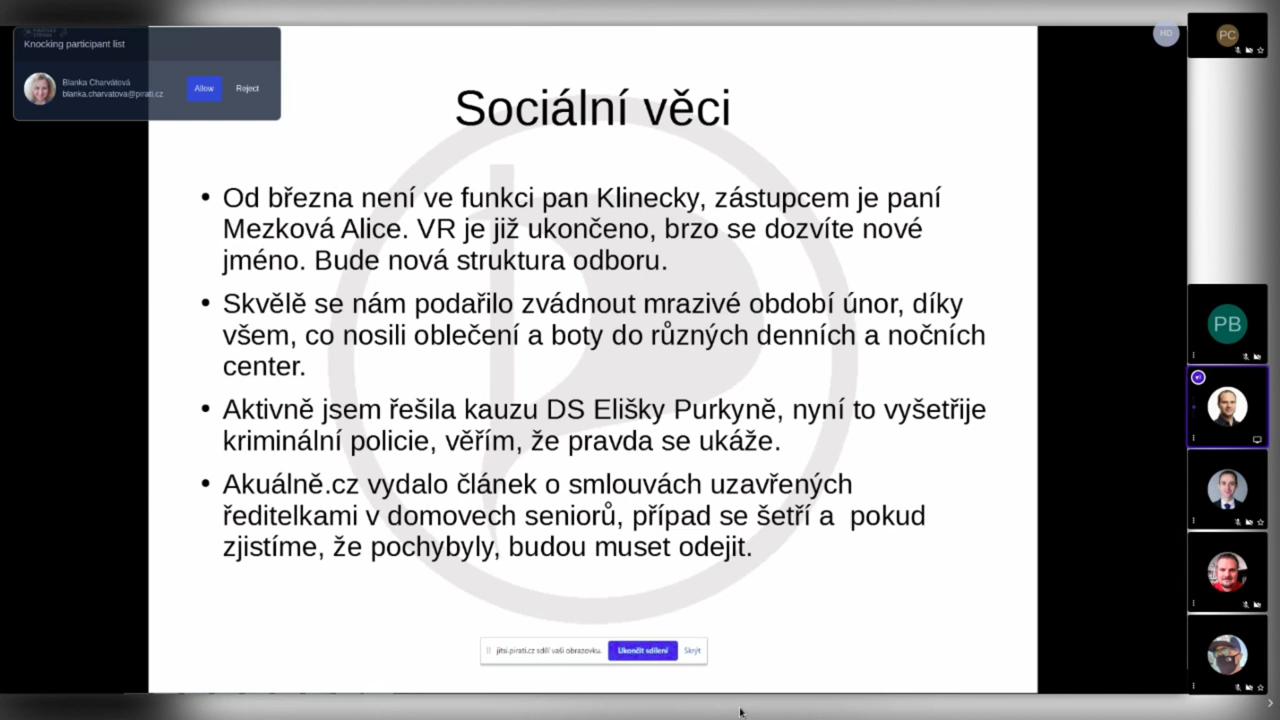 Knocking participant list
Blanka Charvátová
blanka.charvatova@pirati.cz
Allow
Reject
HD
PC
Sociální věci
• Od března není ve funkci pan Klinecky, zástupcem je paní
Mezková Alice. VR je již ukončeno, brzo se dozvíte nové
jméno. Bude nová struktura odboru.
• Skvělě se nám podařilo zvádnout mrazivé období únor, díky
všem, co nosili oblečení a boty do různých denních a nočních
center.
• Aktivně jsem řešila kauzu DS Elišky Purkyně, nyní to vyšetřije
kriminální policie, věřím, že pravda se ukáže.
• Akuálně.cz vydalo článek o smlouvách uzavřených
ředitelkami v domovech seniorů, případ se šetří a  pokud
zjistíme, že pochybyly, budou muset odejit.
PB
jitsi.pirati.cz sdílí vaši obrazovku.
Ukončit sdílení
Skrýt